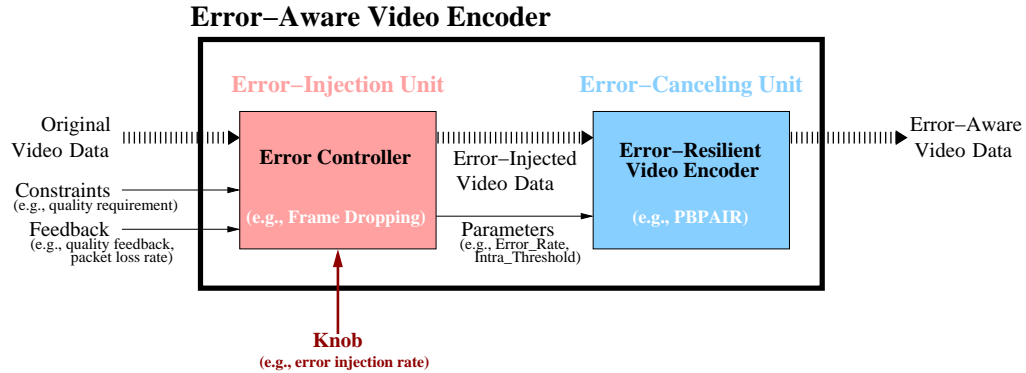 Error−Aware Video Encoder
Error−Injection Unit
Error−Canceling Unit
Original
Video Data
Constraints
(e.g., quality requirement)
Feedback
(e.g., quality feedback,
packet loss rate)
Error Controller
(e.g., Frame Dropping)
Error−Injected
Video Data
Parameters
(e.g., Error_Rate,
Intra_Threshold)
Error−Resilient
Video Encoder
(e.g., PBPAIR)
Error−Aware
Video Data
Knob
(e.g., error injection rate)